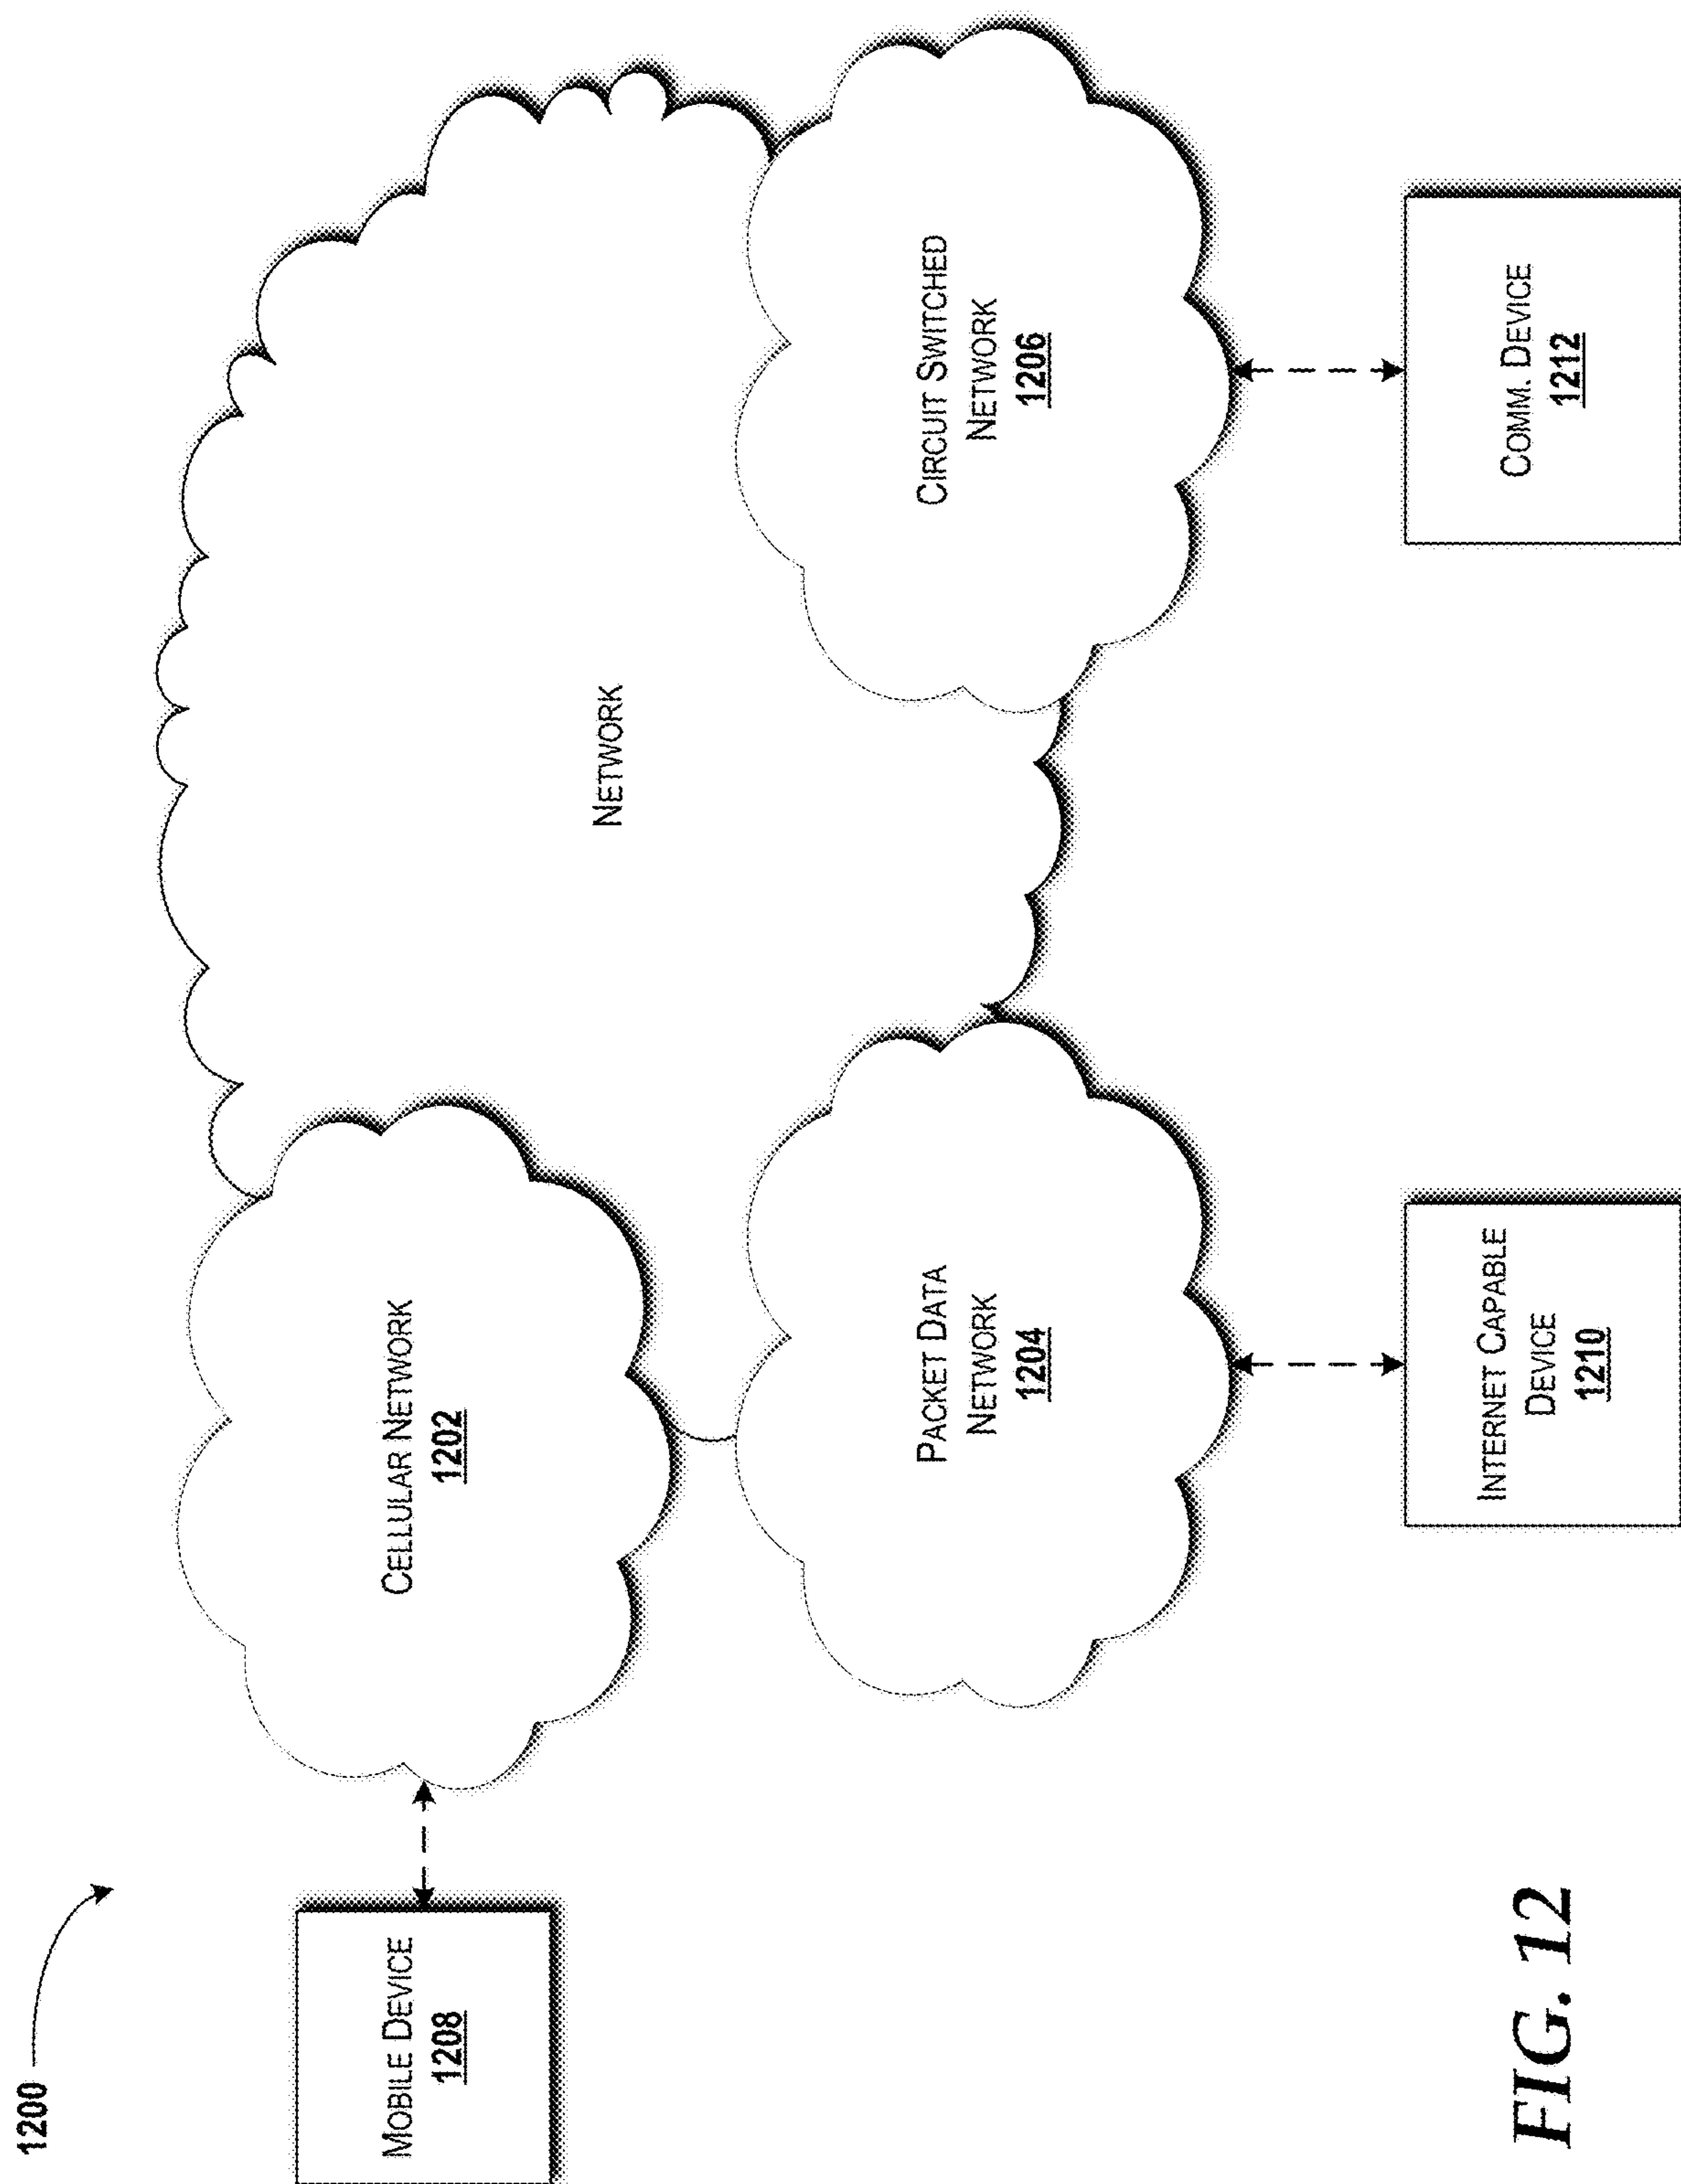 1200
MOBILE DEVICE
1208
CELLULAR NETWORK
1202
NETWORK
PACKET DATA
NETWORK
1204
CIRCUIT SWITCHED
NETWORK
1206
INTERNET CAPABLE
DEVICE
1210
COMM. DEVICE
1212
FIG. 12